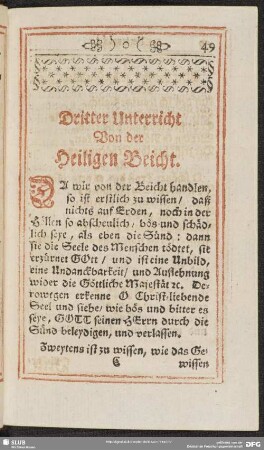 49
Dritter Unterricht
Von der
Heiligen Beicht.
DA wir von der Beicht handlen,
so ist erstlich zu wissen / daß
nichts auf Erden, noch in der
Höllen so abscheulich, bös und schäd-
lich seye, als eben die Sünd: dann
sie die Seele des Menschen tödtet, sie
erzürnet GOtt / und ist eine Unbild,
eine Undanckbarkeit / und Auflehnung
wider die Göttliche Majestät ꝛc. De-
rowegen erkenne O Christ-liebende
Seel und siehe / wie bös und bitter es
seye, GOTT seinen HErrn durch die
Sünd beleydigen, und verlassen.
Zweytens ist zu wissen, wie das Ge-
wissen
SLUB